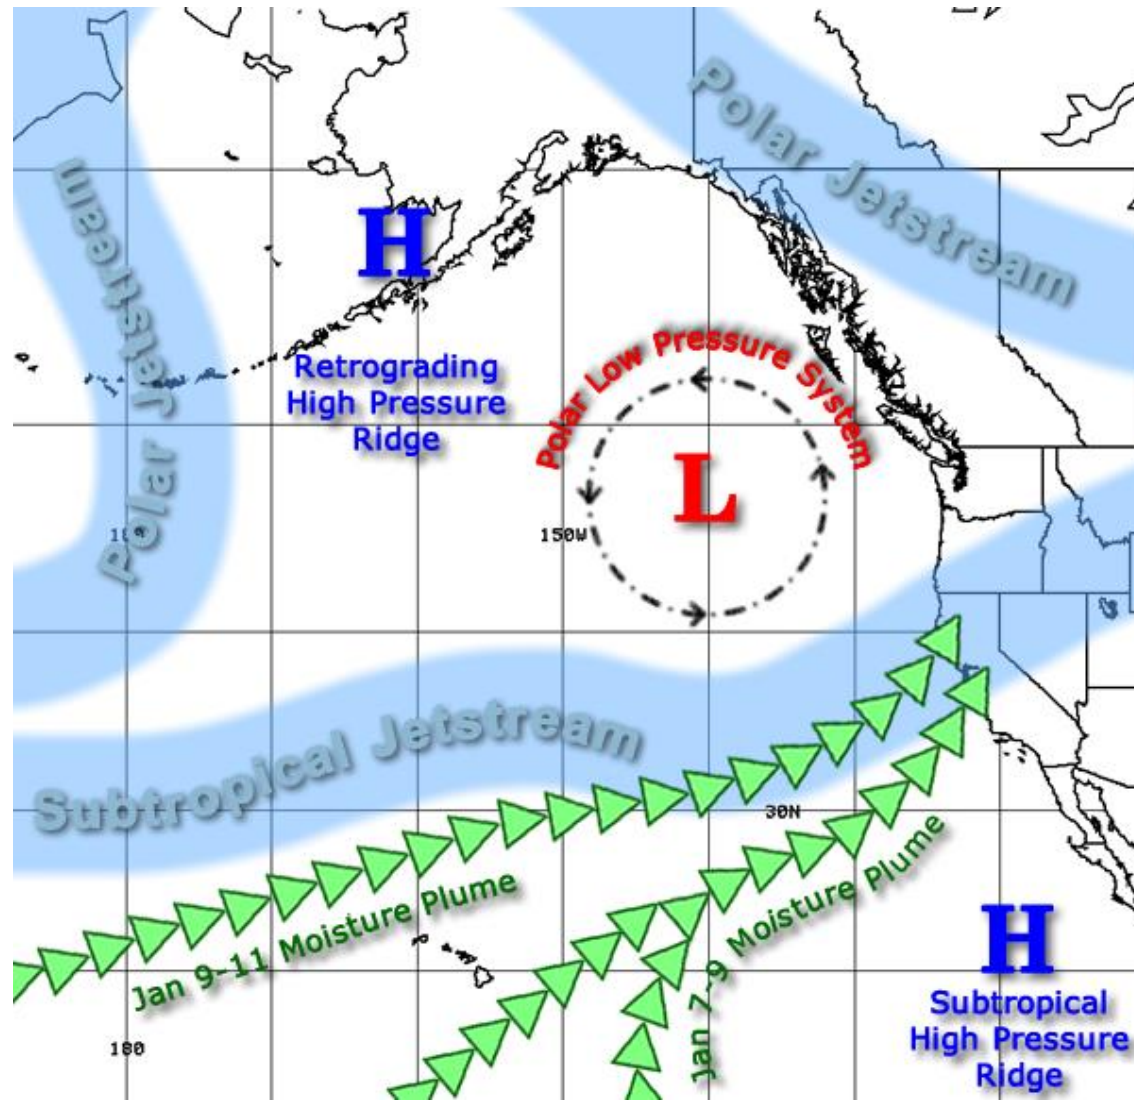 Polar Jetstream
Polar Jetstream
H
Retrograding
High Pressure
Ridge
Polar Low Pressure System
L
150W
Subtropical Jetstream
30N
Jan 9-11 Moisture Plume
Jan 7-9 Moisture Plume
H
Subtropical
High Pressure
Ridge
180